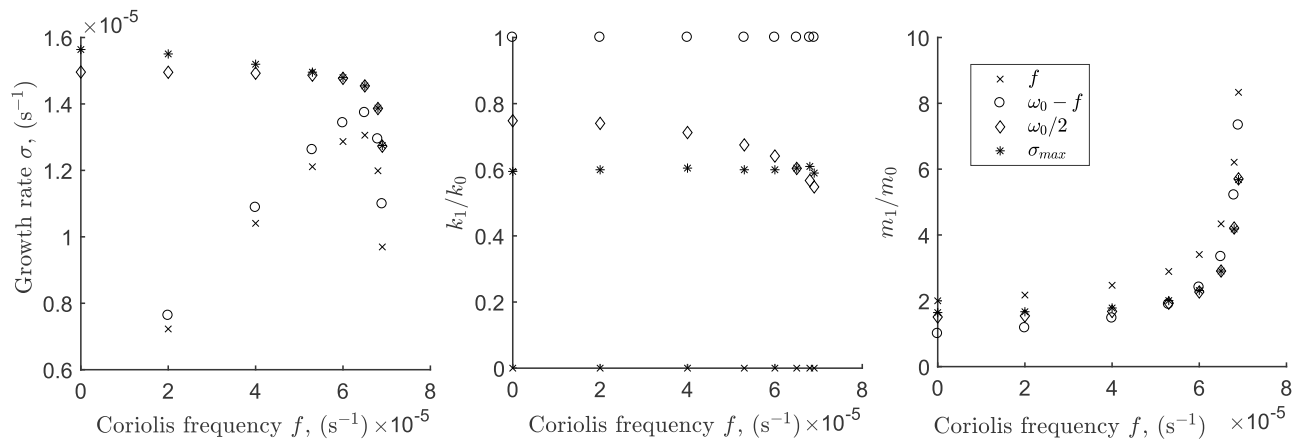 ×10⁻⁵
1.6
1.4
1.2
1
0.8
0.6
0 2 4 6 8
Growth rate σ, (s⁻¹)
Coriolis frequency f, (s⁻¹) ×10⁻⁵
1
0.8
0.6
0.4
0.2
0
0 2 4 6 8
k₁/k₀
Coriolis frequency f, (s⁻¹) ×10⁻⁵
10
8
6
4
2
0
0 2 4 6 8
m₁/m₀
f
ω₀ − f
ω₀/2
σₘₐₓ
Coriolis frequency f, (s⁻¹) ×10⁻⁵